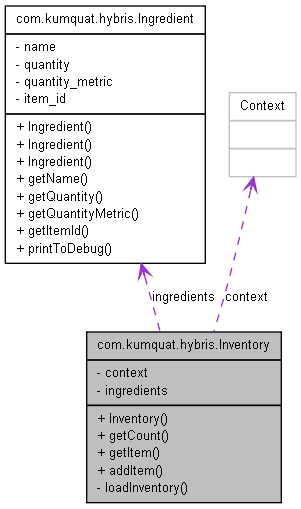 com.kumquat.hybris.Ingredient
- name
- quantity
- quantity_metric
- item_id
+ Ingredient()
+ Ingredient()
+ Ingredient()
+ getName()
+ getQuantity()
+ getQuantityMetric()
+ getItemId()
+ printToDebug()
Context
ingredients
context
com.kumquat.hybris.Inventory
- context
- ingredients
+ Inventory()
+ getCount()
+ getItem()
+ addItem()
- loadInventory()